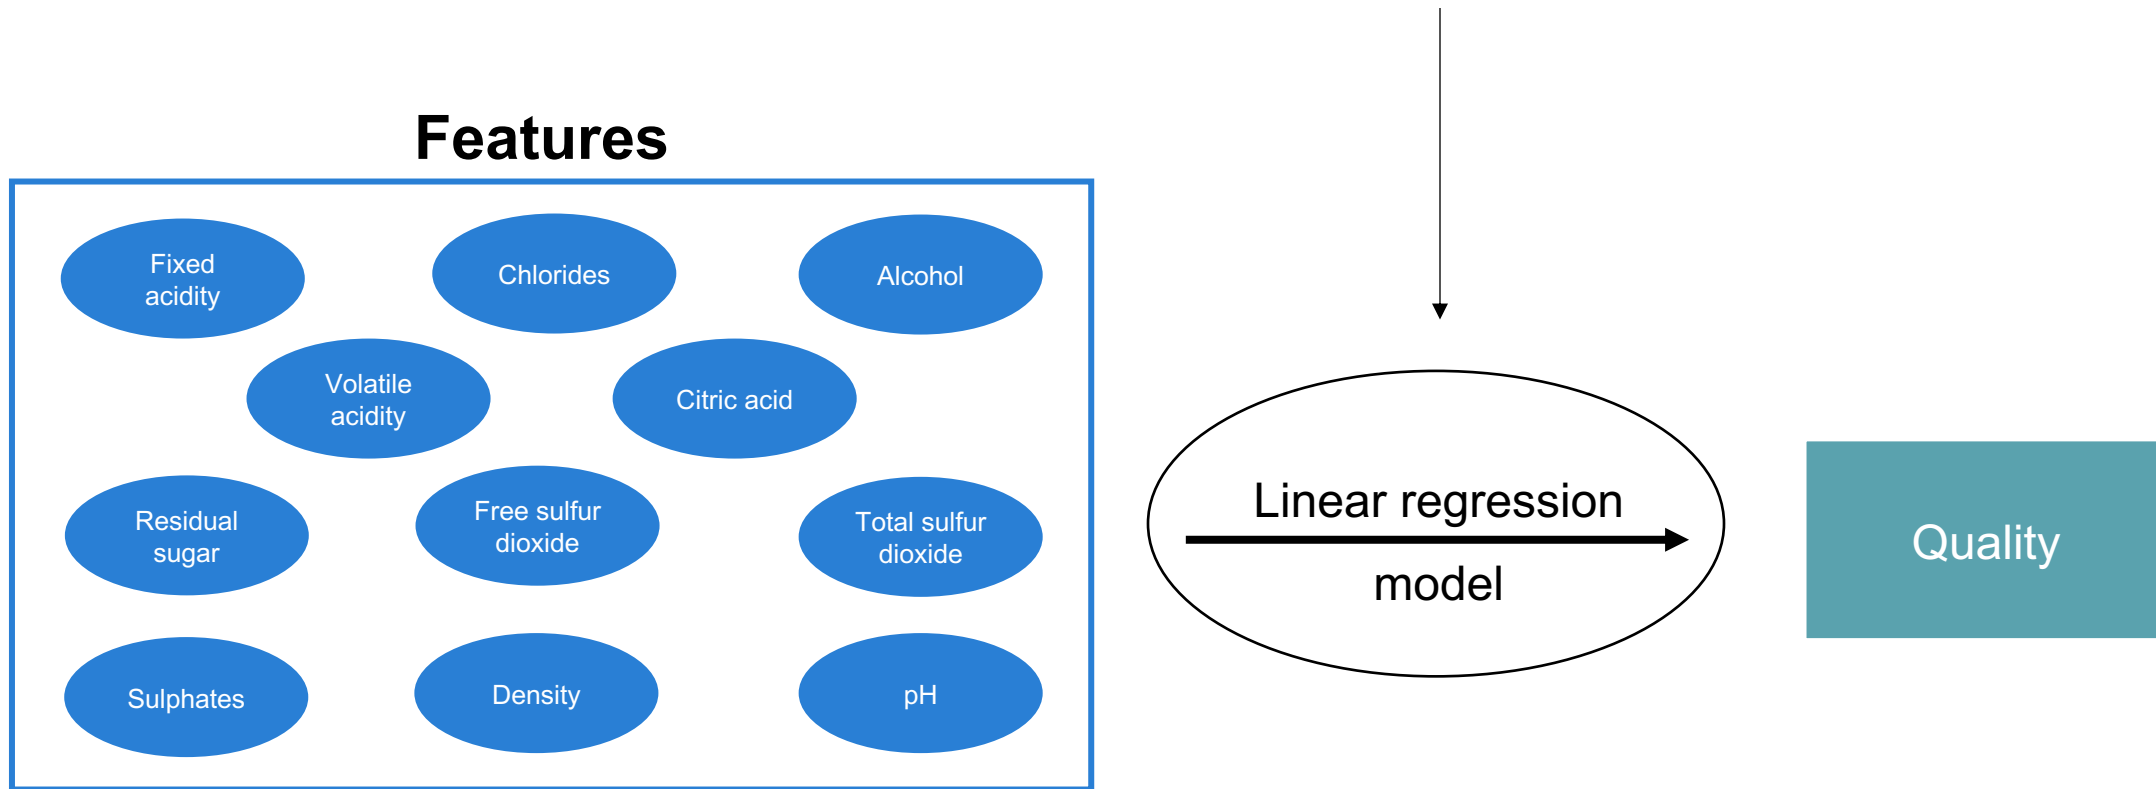 Features
Fixed
acidity
Chlorides
Alcohol
Volatile
acidity
Citric acid
Residual
sugar
Free sulfur
dioxide
Total sulfur
dioxide
Sulphates
Density
pH
Linear regression
model
Quality